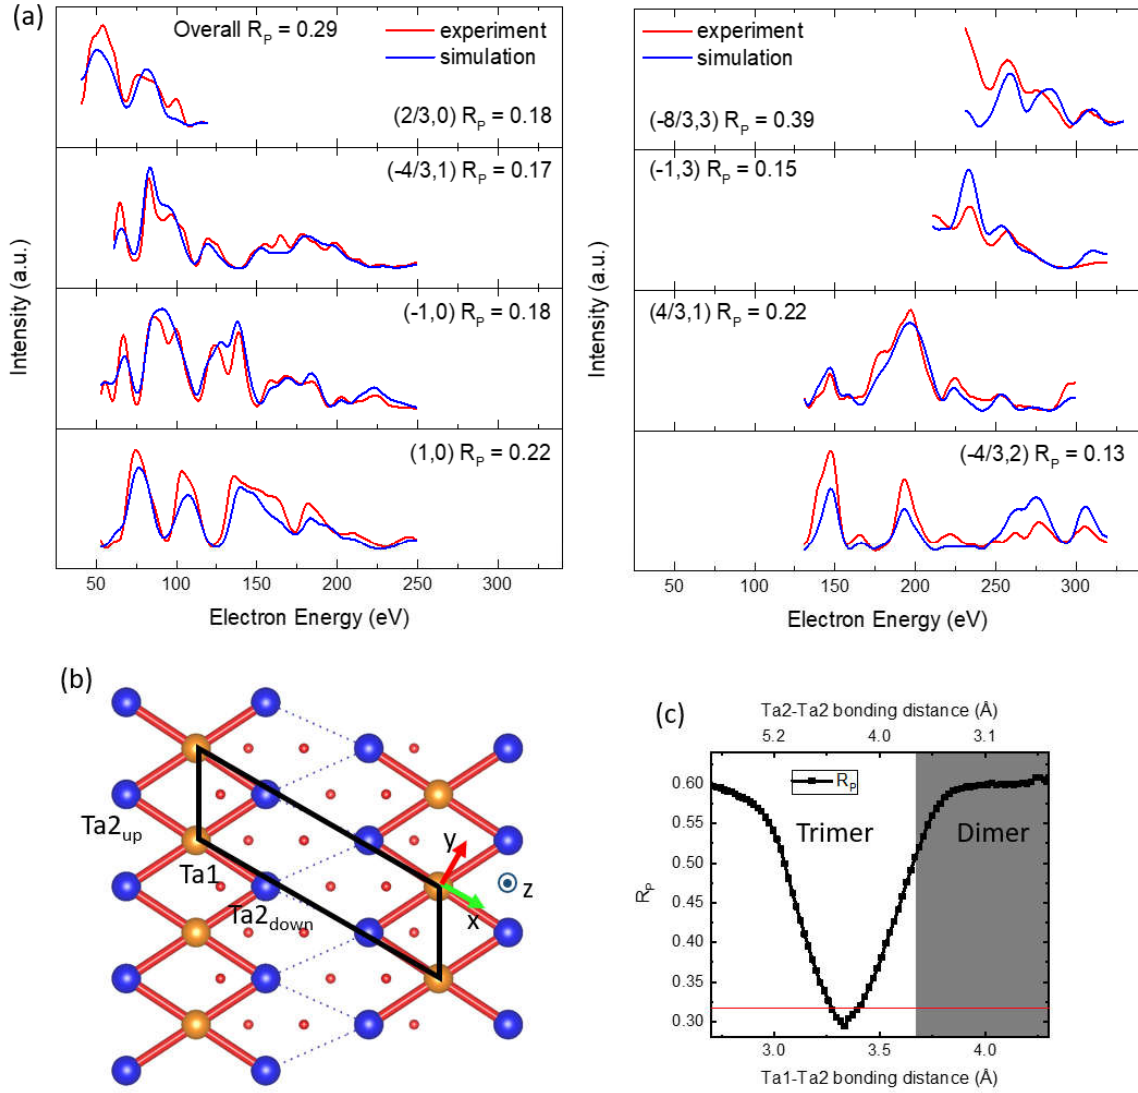 (a)
Overall R_P = 0.29
experiment
simulation
(2/3,0) R_P = 0.18
(-4/3,1) R_P = 0.17
(-1,0) R_P = 0.18
(1,0) R_P = 0.22
Intensity (a.u.)
50 100 150 200 250 300
Electron Energy (eV)
experiment
simulation
(-8/3,3) R_P = 0.39
(-1,3) R_P = 0.15
(4/3,1) R_P = 0.22
(-4/3,2) R_P = 0.13
Intensity (a.u.)
50 100 150 200 250 300
Electron Energy (eV)
(b)
Ta2up
Ta1
Ta2down
y
x
z
(c)
Ta2-Ta2 bonding distance (Å)
5.2 4.0 3.1
R_P
Trimer
Dimer
0.60
0.55
0.50
0.45
0.40
0.35
0.30
R_P
3.0 3.5 4.0
Ta1-Ta2 bonding distance (Å)